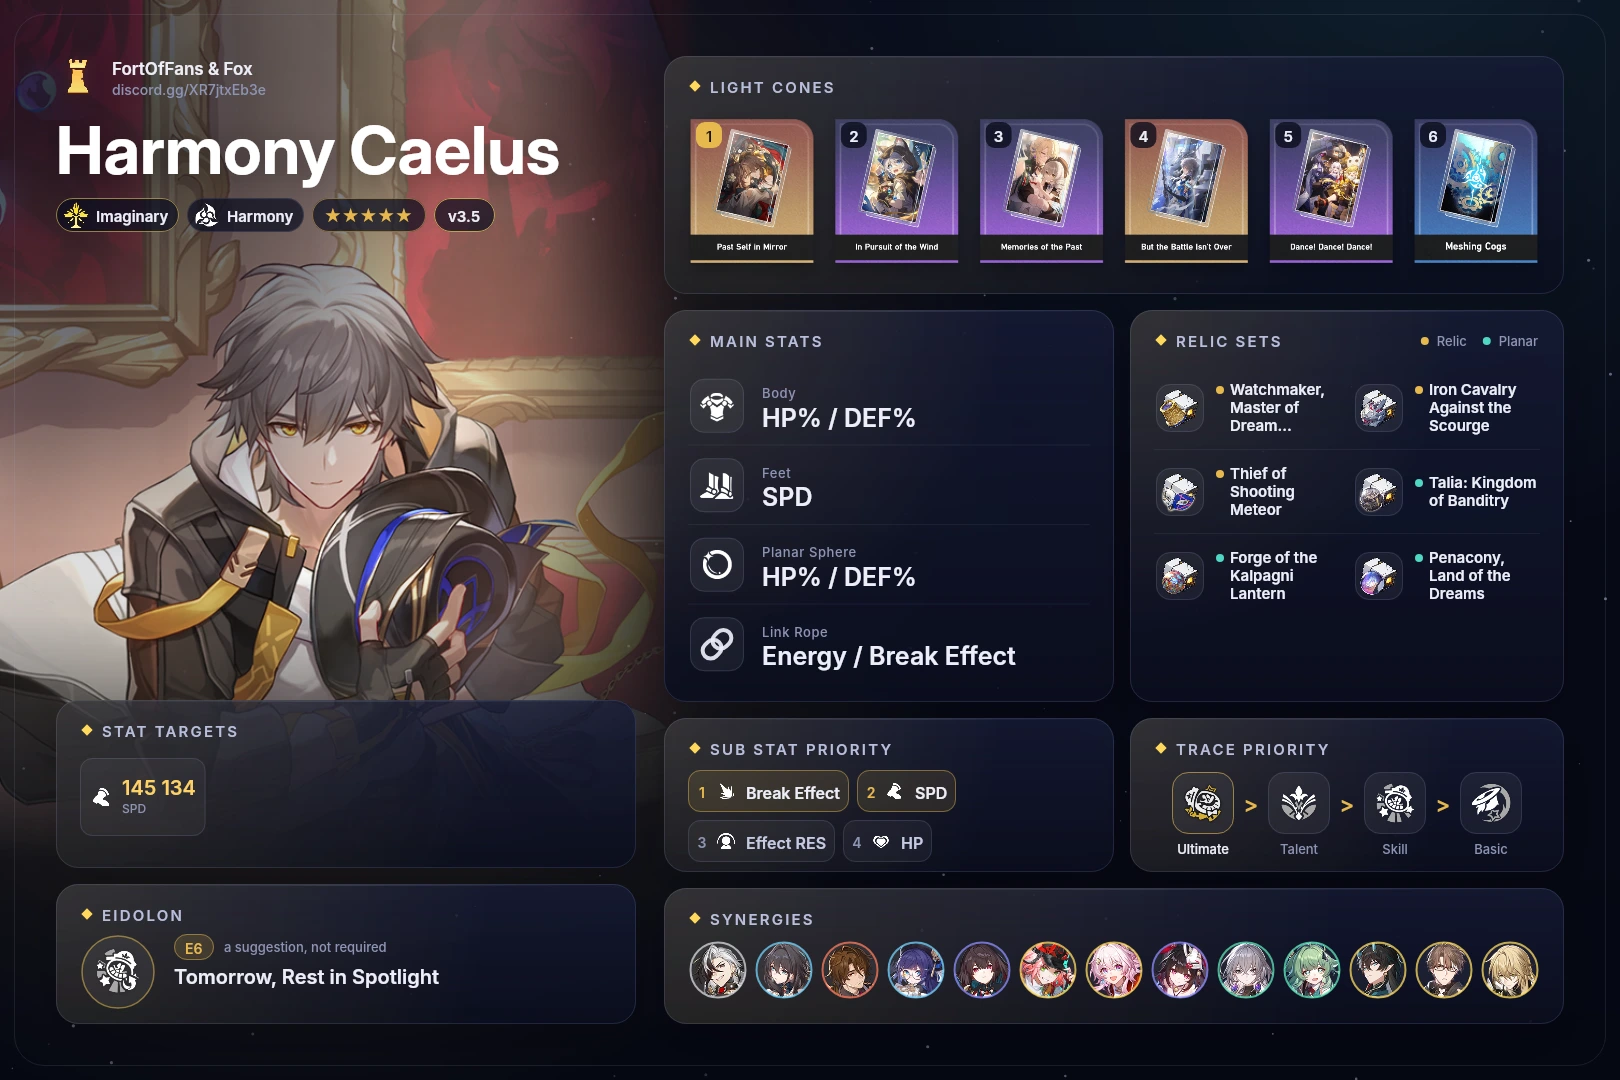 FortOfFans & Fox
discord.gg/XR7jtxEb3e
Harmony Caelus
Imaginary
Harmony
★★★★★
v3.5
LIGHT CONES
1
2
3
4
5
6
Past Self in Mirror
In Pursuit of the Wind
Memories of the Past
But the Battle Isn't Over
Dance! Dance! Dance!
Meshing Cogs
MAIN STATS
Body
HP% / DEF%
Feet
SPD
Planar Sphere
HP% / DEF%
Link Rope
Energy / Break Effect
RELIC SETS
Relic
Planar
Watchmaker,
Master of
Dream...
Iron Cavalry
Against the
Scourge
Thief of
Shooting
Meteor
Talia: Kingdom
of Banditry
Forge of the
Kalpagni
Lantern
Penacony,
Land of the
Dreams
STAT TARGETS
145 134
SPD
SUB STAT PRIORITY
1 Break Effect
2 SPD
3 Effect RES
4 HP
TRACE PRIORITY
> > >
Ultimate
Talent
Skill
Basic
EIDOLON
E6 a suggestion, not required
Tomorrow, Rest in Spotlight
SYNERGIES